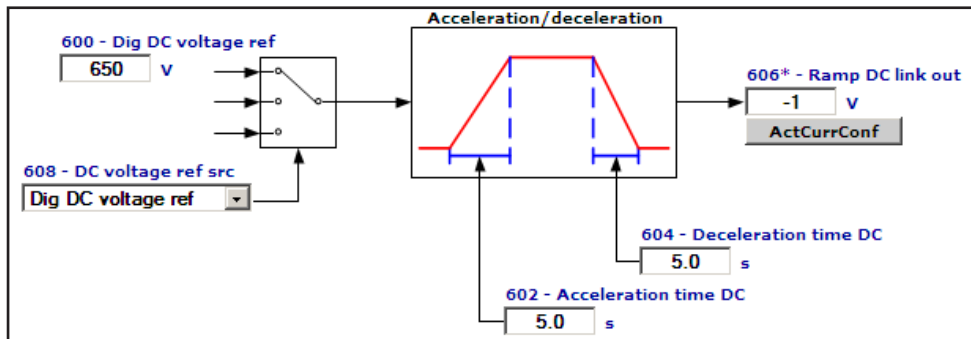 Acceleration/deceleration
600 - Dig DC voltage ref
650 V
606* - Ramp DC link out
-1 V
ActCurrConf
608 - DC voltage ref src
Dig DC voltage ref
604 - Deceleration time DC
5.0 s
602 - Acceleration time DC
5.0 s